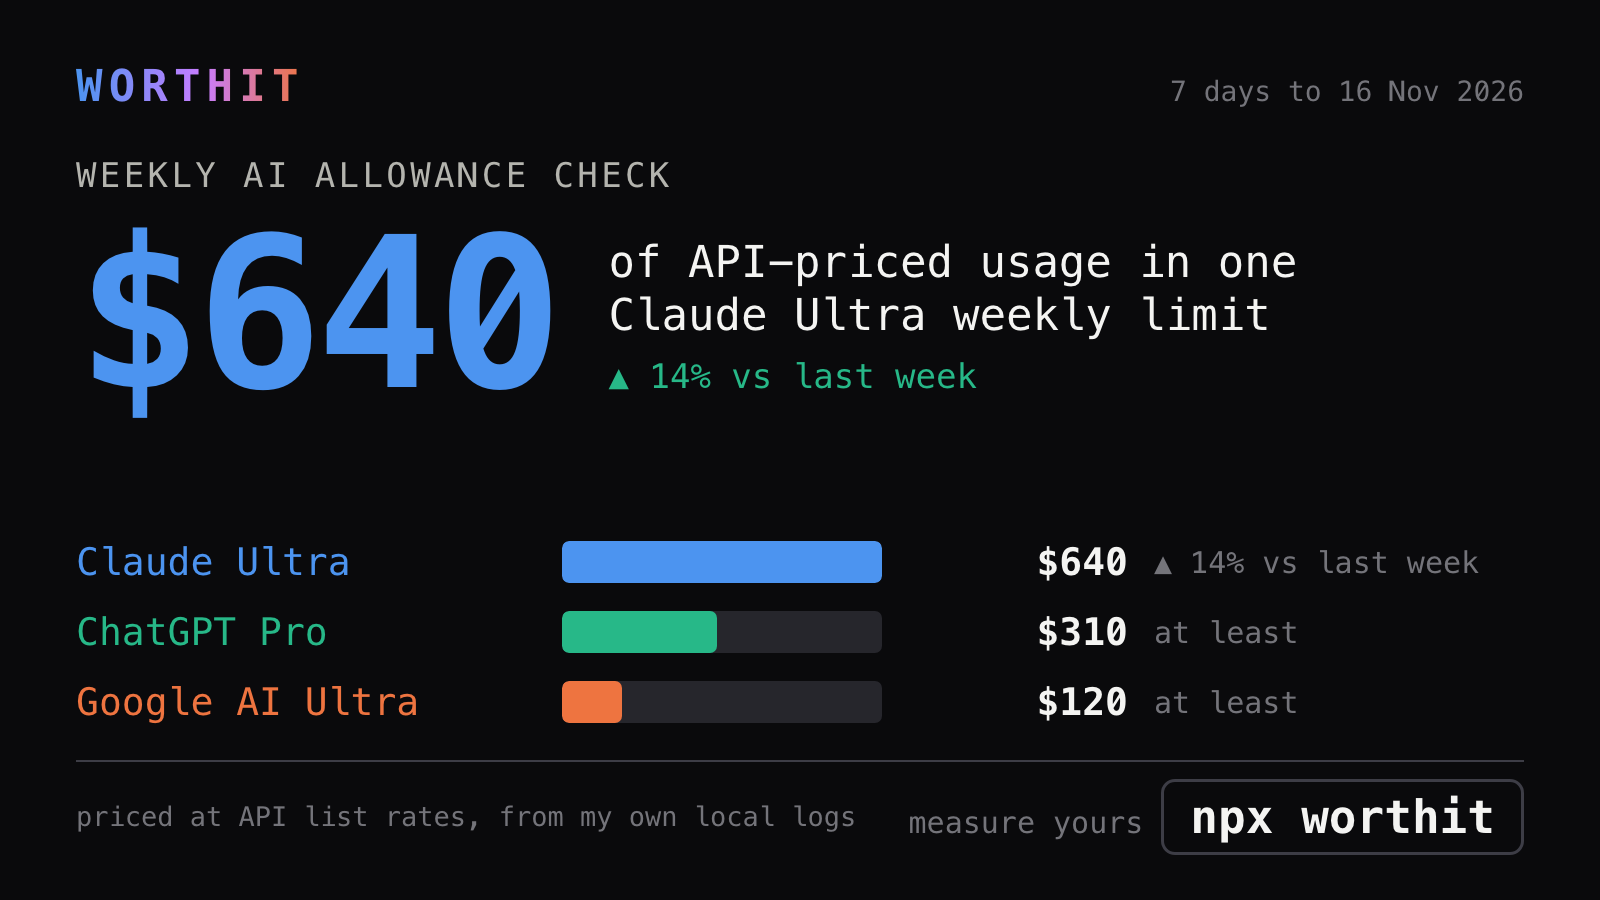 WORTHIT
7 days to 16 Nov 2026
WEEKLY AI ALLOWANCE CHECK
$640
of API-priced usage in one
Claude Ultra weekly limit
▲ 14% vs last week
Claude Ultra $640 ▲ 14% vs last week
ChatGPT Pro $310 at least
Google AI Ultra $120 at least
priced at API list rates, from my own local logs
measure yours npx worthit